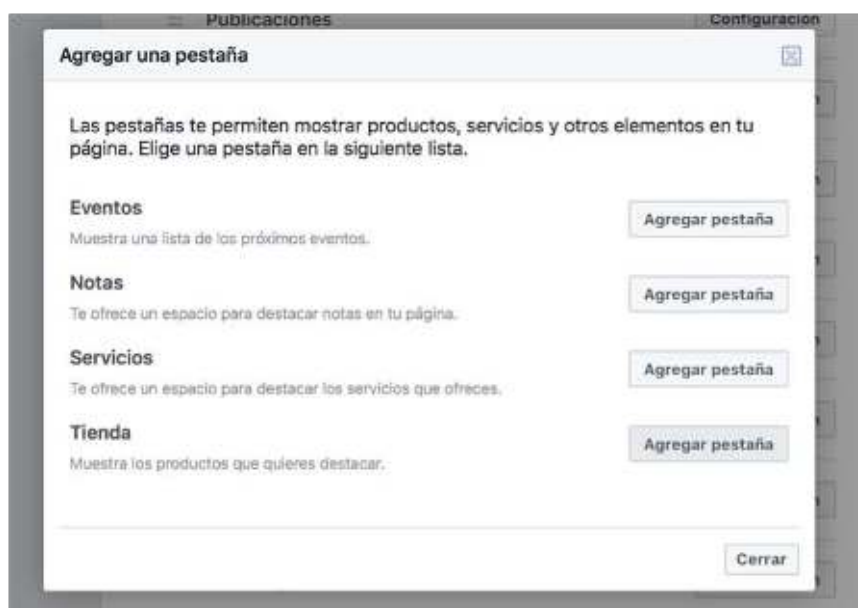 Publicaciones
Configuración
Agregar una pestaña
Las pestañas te permiten mostrar productos, servicios y otros elementos en tu
página. Elige una pestaña en la siguiente lista.
Eventos
Agregar pestaña
Muestra una lista de los próximos eventos.
Notas
Agregar pestaña
Te ofrece un espacio para destacar notas en tu página.
Servicios
Agregar pestaña
Te ofrece un espacio para destacar los servicios que ofreces.
Tienda
Agregar pestaña
Muestra los productos que quieres destacar.
Cerrar